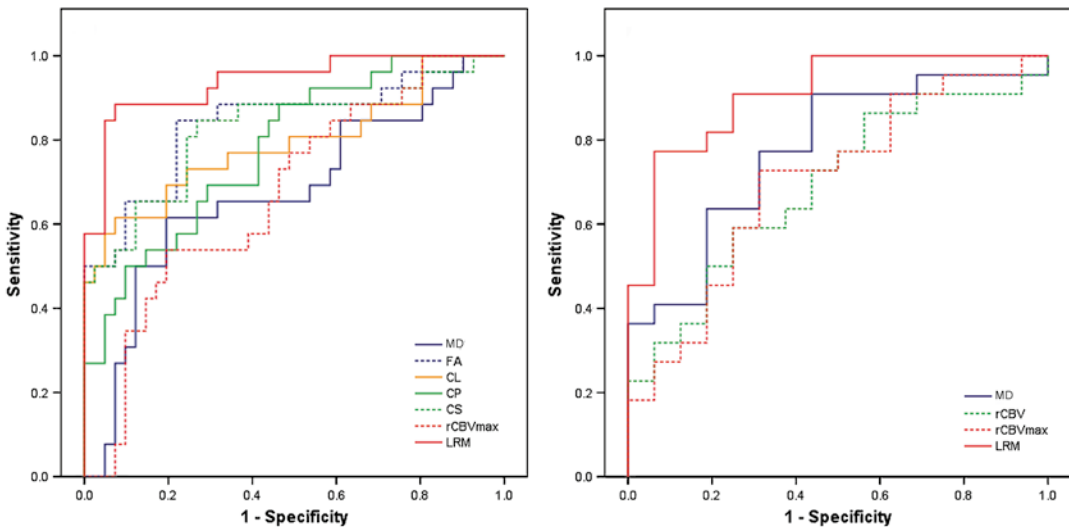 1.0
0.8
0.6
0.4
0.2
0.0
Sensitivity
0.0 0.2 0.4 0.6 0.8 1.0
1 - Specificity
MD
FA
CL
CP
CS
rCBVmax
LRM
1.0
0.8
0.6
0.4
0.2
0.0
Sensitivity
0.0 0.2 0.4 0.6 0.8 1.0
1 - Specificity
MD
rCBV
rCBVmax
LRM